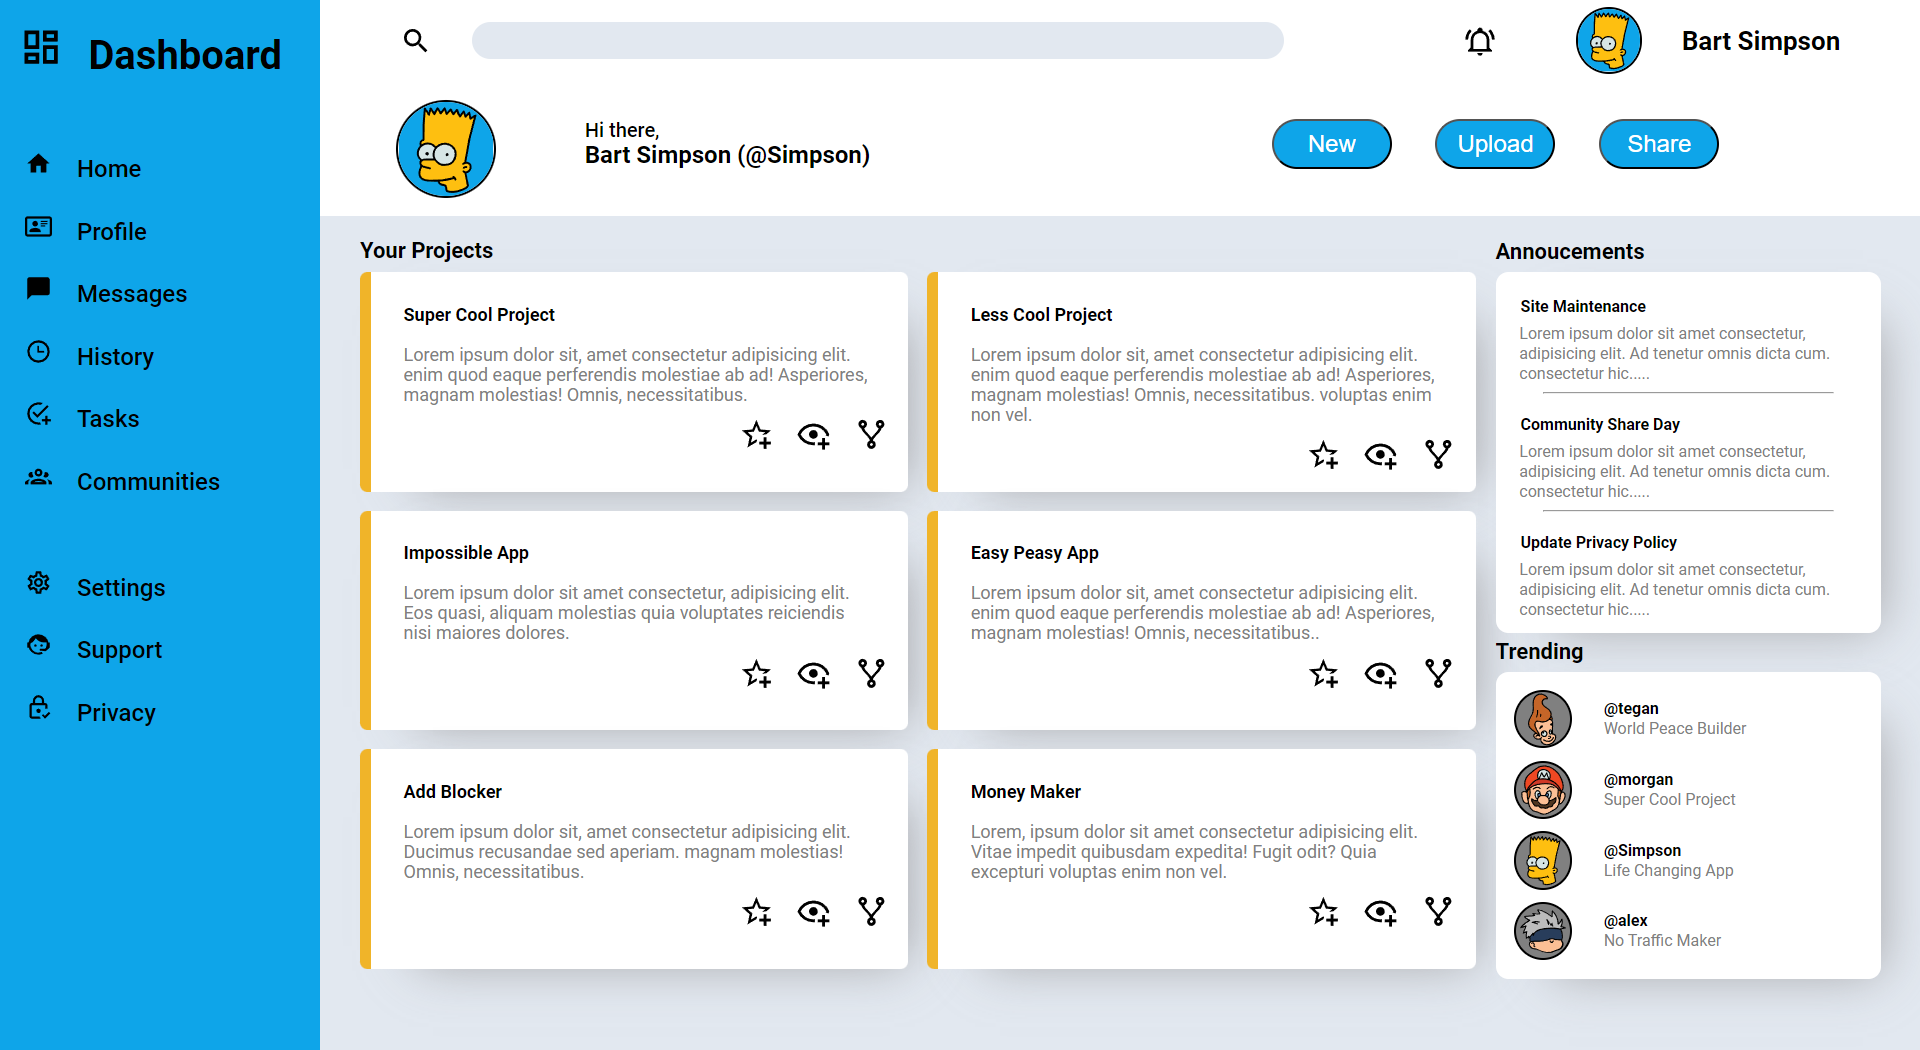 Dashboard
Home
Profile
Messages
History
Tasks
Communities
Settings
Support
Privacy
Bart Simpson
Hi there,
Bart Simpson (@Simpson)
New
Upload
Share
Your Projects
Super Cool Project
Lorem ipsum dolor sit, amet consectetur adipisicing elit.
enim quod eaque perferendis molestiae ab ad! Asperiores,
magnam molestias! Omnis, necessitatibus.
Less Cool Project
Lorem ipsum dolor sit, amet consectetur adipisicing elit.
enim quod eaque perferendis molestiae ab ad! Asperiores,
magnam molestias! Omnis, necessitatibus. voluptas enim
non vel.
Impossible App
Lorem ipsum dolor sit amet consectetur, adipisicing elit.
Eos quasi, aliquam molestias quia voluptates reiciendis
nisi maiores dolores.
Easy Peasy App
Lorem ipsum dolor sit, amet consectetur adipisicing elit.
enim quod eaque perferendis molestiae ab ad! Asperiores,
magnam molestias! Omnis, necessitatibus..
Add Blocker
Lorem ipsum dolor sit, amet consectetur adipisicing elit.
Ducimus recusandae sed aperiam. magnam molestias!
Omnis, necessitatibus.
Money Maker
Lorem, ipsum dolor sit amet consectetur adipisicing elit.
Vitae impedit quibusdam expedita! Fugit odit? Quia
excepturi voluptas enim non vel.
Annoucements
Site Maintenance
Lorem ipsum dolor sit amet consectetur,
adipisicing elit. Ad tenetur omnis dicta cum.
consectetur hic.....
Community Share Day
Lorem ipsum dolor sit amet consectetur,
adipisicing elit. Ad tenetur omnis dicta cum.
consectetur hic.....
Update Privacy Policy
Lorem ipsum dolor sit amet consectetur,
adipisicing elit. Ad tenetur omnis dicta cum.
consectetur hic.....
Trending
@tegan
World Peace Builder
@morgan
Super Cool Project
@Simpson
Life Changing App
@alex
No Traffic Maker